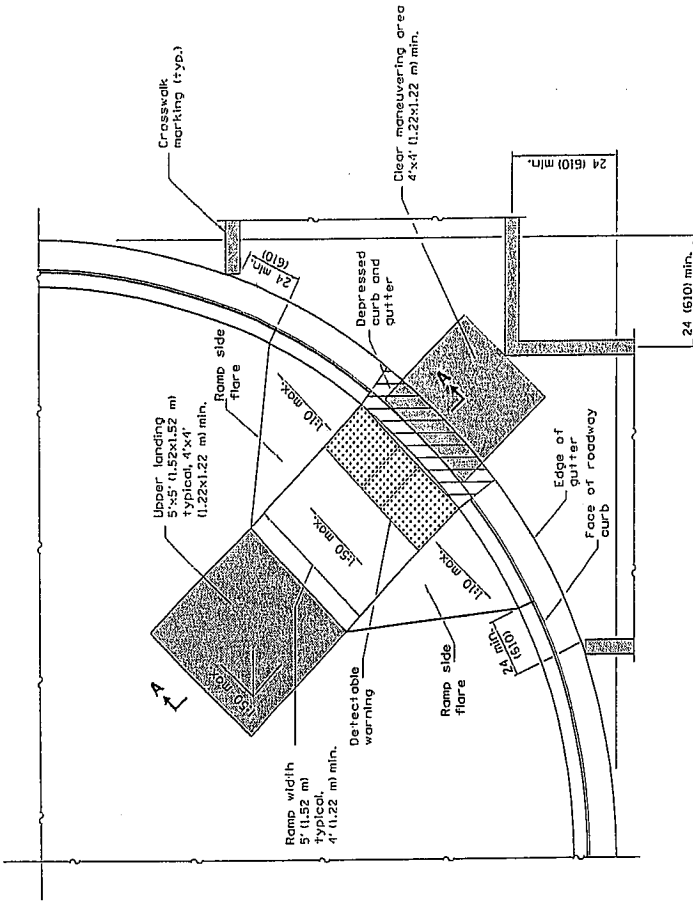 Crosswalk
marking (typ.)
Clear maneuvering area
4'x4' (1.22x1.22 m) min.
24 (610) min.
24 (610) min.
24 min.
(610)
Depressed
curb and
gutter
Ramp side
flare
1:10 max.
Upper landing
5'x5' (1.52x1.52 m)
typical, 4'x4'
(1.22x1.22 m) min.
1:50 max.
A
A
1:50 max.
1:10 max.
Edge of
gutter
Face of roadway
curb
Ramp width
5' (1.52 m)
typical,
4' (1.22 m) min.
Detectable
warning
Ramp side
flare
24 min.
(610)